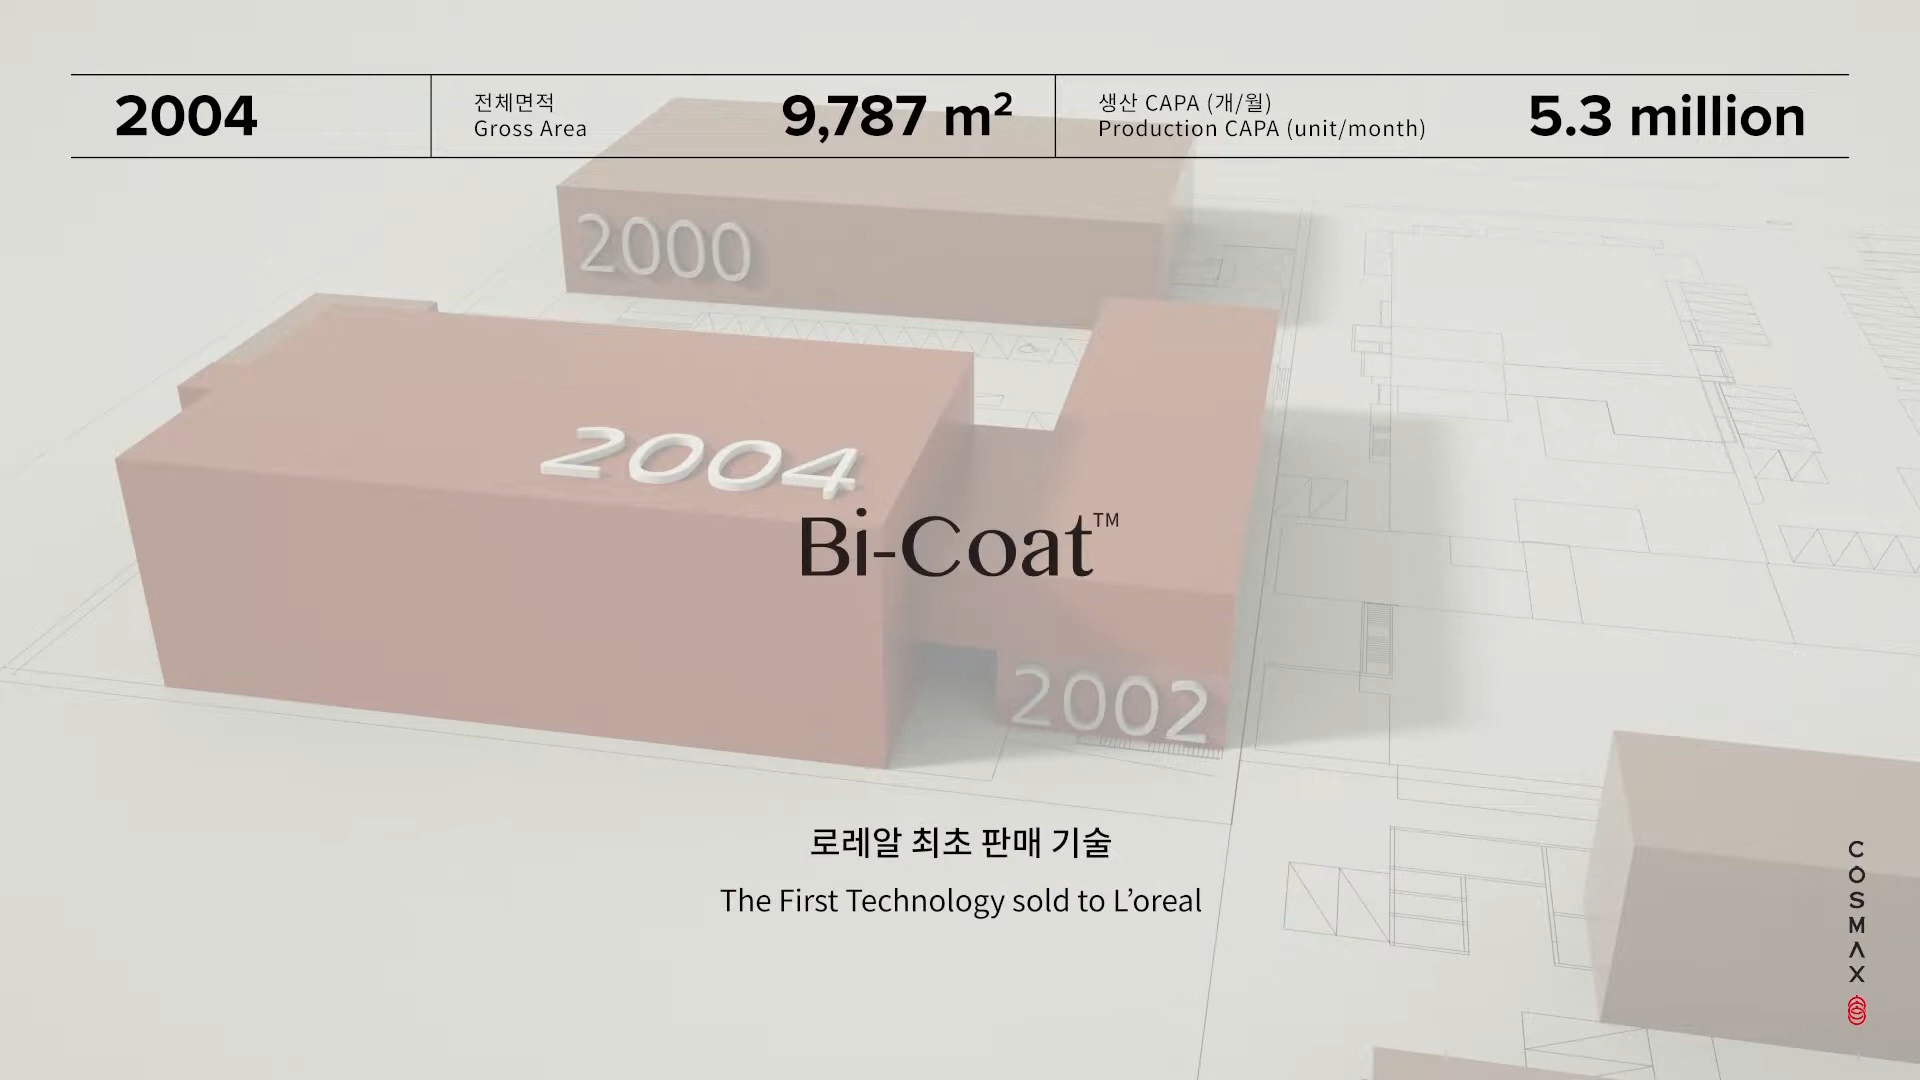 2004
전체면적
Gross Area
9,787 m²
생산 CAPA (개/월)
Production CAPA (unit/month)
5.3 million
2000
2004
Bi-Coat™
2002
로레알 최초 판매 기술
The First Technology sold to L’oreal
COSMAX